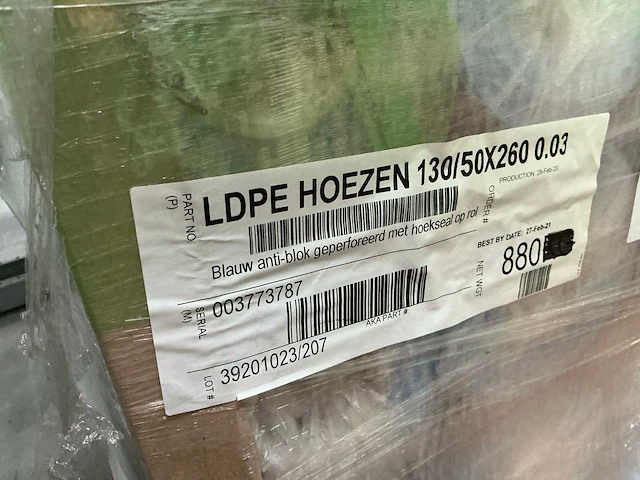 PART NO.
(P)
LDPE HOEZEN 130/50X260 0.03
PRODUCTION 28-Feb-20
ORDER #
Blauw anti-blok geperforeerd met hoekseal op rol
BEST BY DATE: 27-Feb-21
SERIAL
(M)
003773787
NET WGT
880
AKA PART #:
LOT #
39201023/207